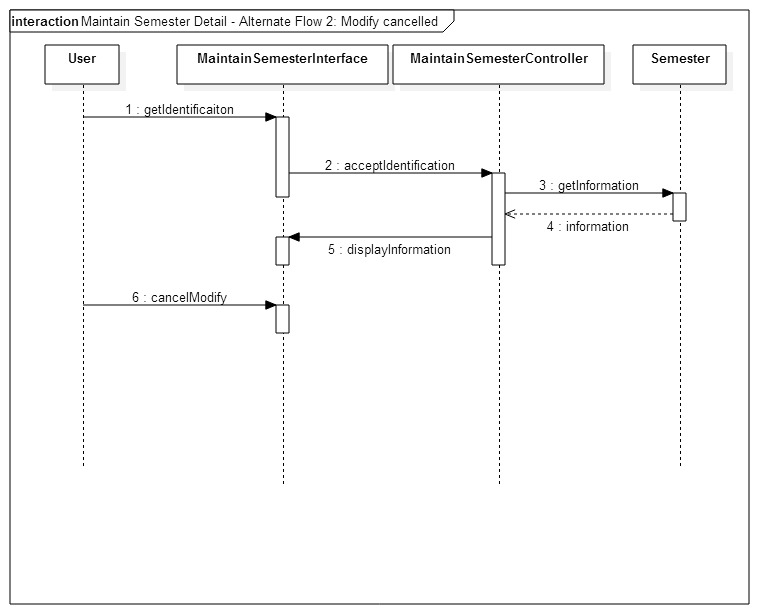 interaction Maintain Semester Detail - Alternate Flow 2: Modify cancelled
User
MaintainSemesterInterface
MaintainSemesterController
Semester
1 : getIdentificaiton
2 : acceptIdentification
3 : getInformation
4 : information
5 : displayInformation
6 : cancelModify